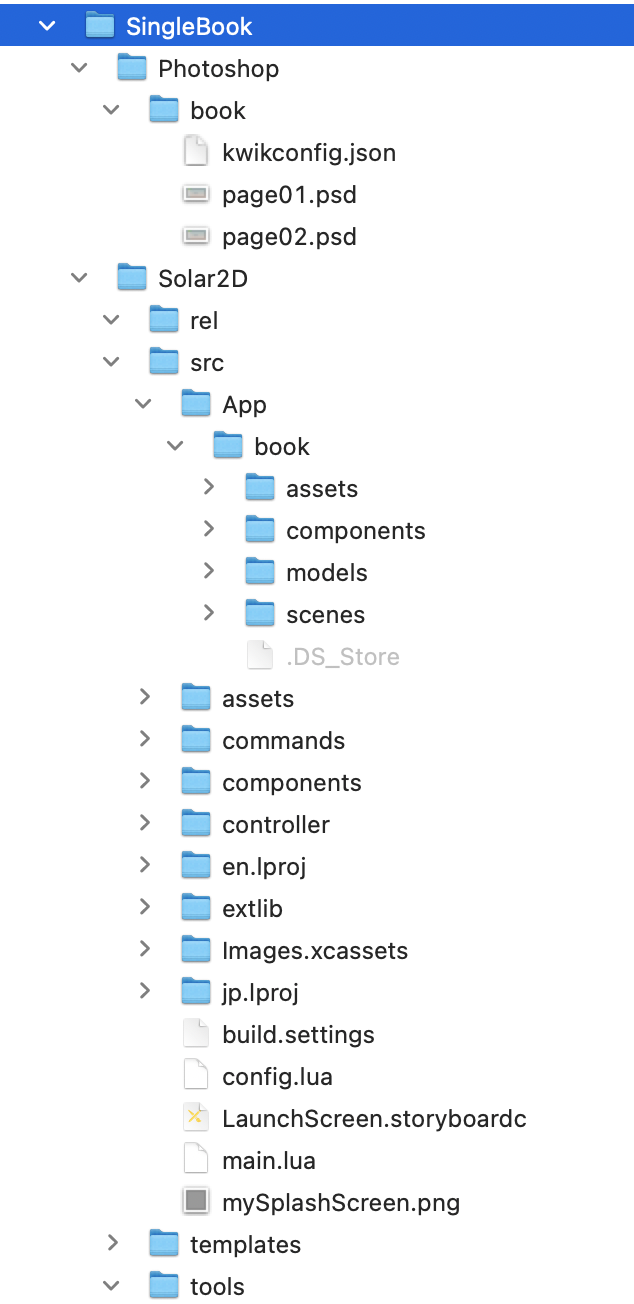 SingleBook
Photoshop
book
kwikconfig.json
page01.psd
page02.psd
Solar2D
rel
src
App
book
assets
components
models
scenes
.DS_Store
assets
commands
components
controller
en.lproj
extlib
Images.xcassets
jp.lproj
build.settings
config.lua
LaunchScreen.storyboardc
main.lua
mySplashScreen.png
templates
tools